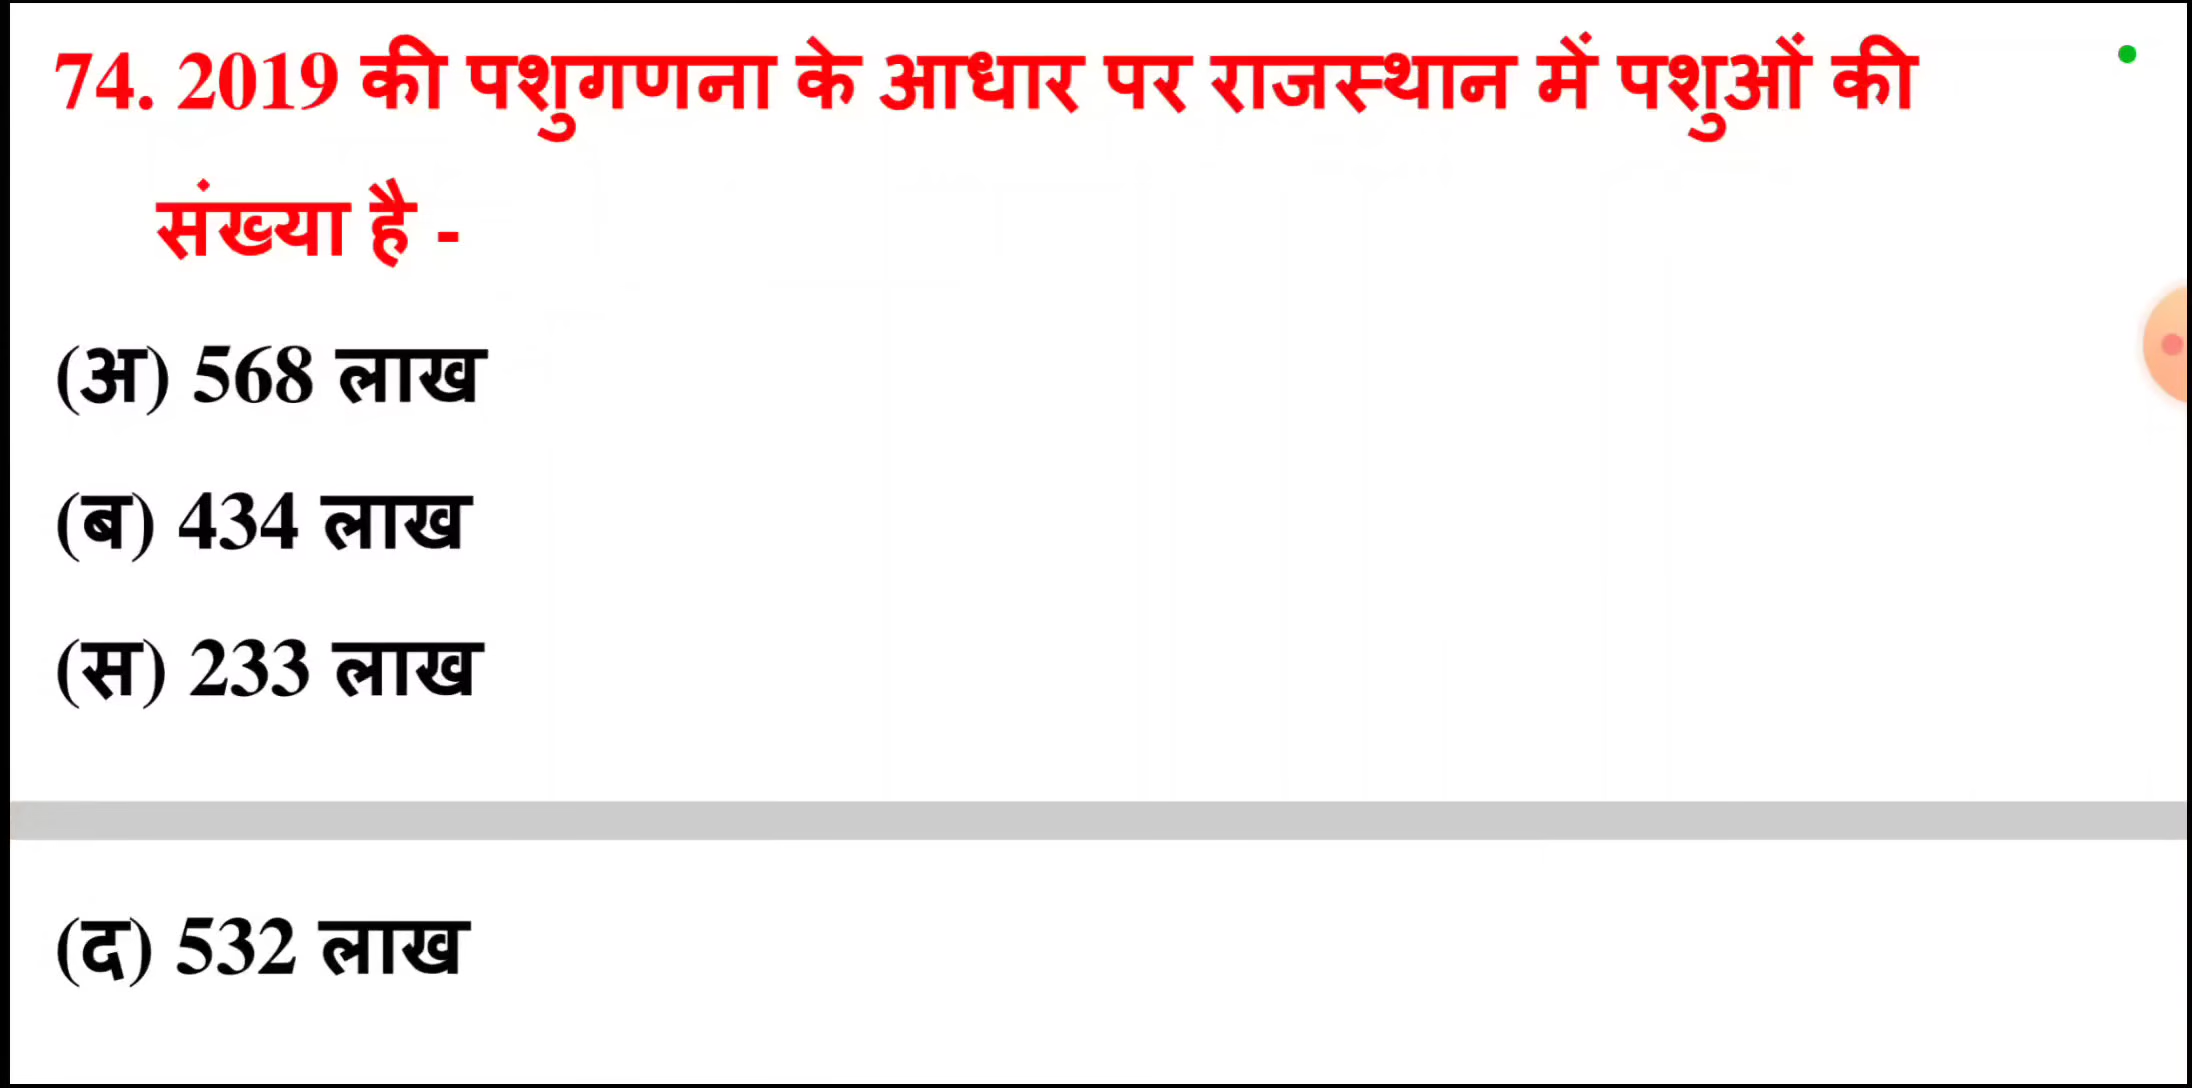 74. 2019 की पशुगणना के आधार पर राजस्थान में पशुओं की
संख्या है -
(अ) 568 लाख
(ब) 434 लाख
(स) 233 लाख
(द) 532 लाख